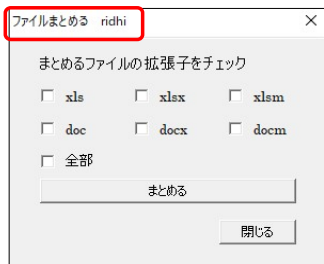 ファイルまとめる ridhi
まとめるファイルの拡張子をチェック
xls xlsx xlsm
doc docx docm
全部
まとめる
閉じる